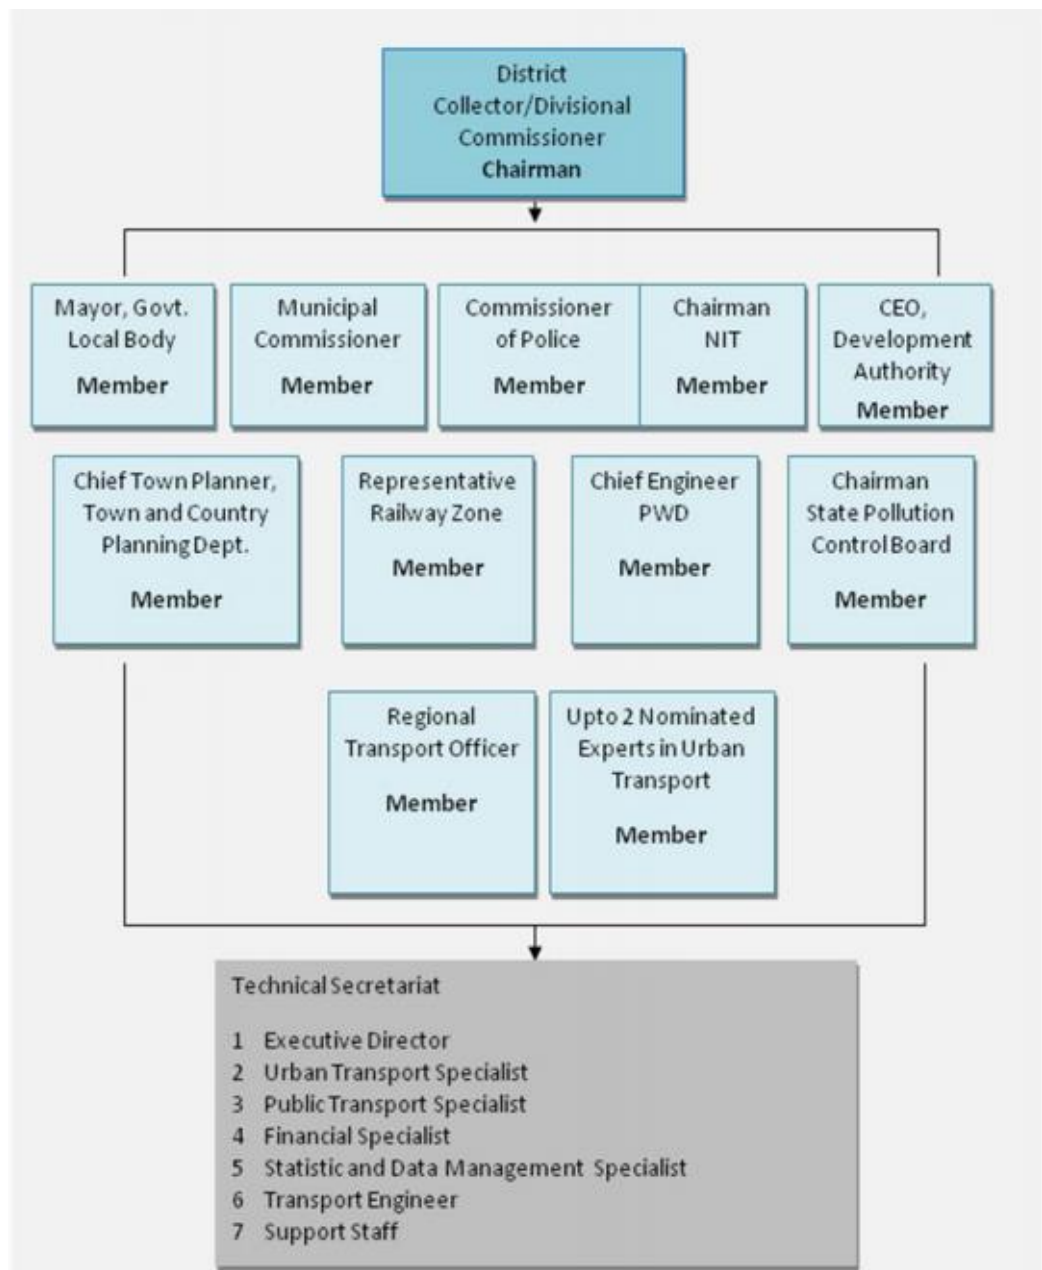 District
Collector/Divisional
Commissioner
Chairman
Mayor, Govt.
Local Body
Member
Municipal
Commissioner
Member
Commissioner
of Police
Member
Chairman
NIT
Member
CEO,
Development
Authority
Member
Chief Town Planner,
Town and Country
Planning Dept.
Member
Representative
Railway Zone
Member
Chief Engineer
PWD
Member
Chairman
State Pollution
Control Board
Member
Regional
Transport Officer
Member
Upto 2 Nominated
Experts in Urban
Transport
Member
Technical Secretariat
1 Executive Director
2 Urban Transport Specialist
3 Public Transport Specialist
4 Financial Specialist
5 Statistic and Data Management Specialist
6 Transport Engineer
7 Support Staff